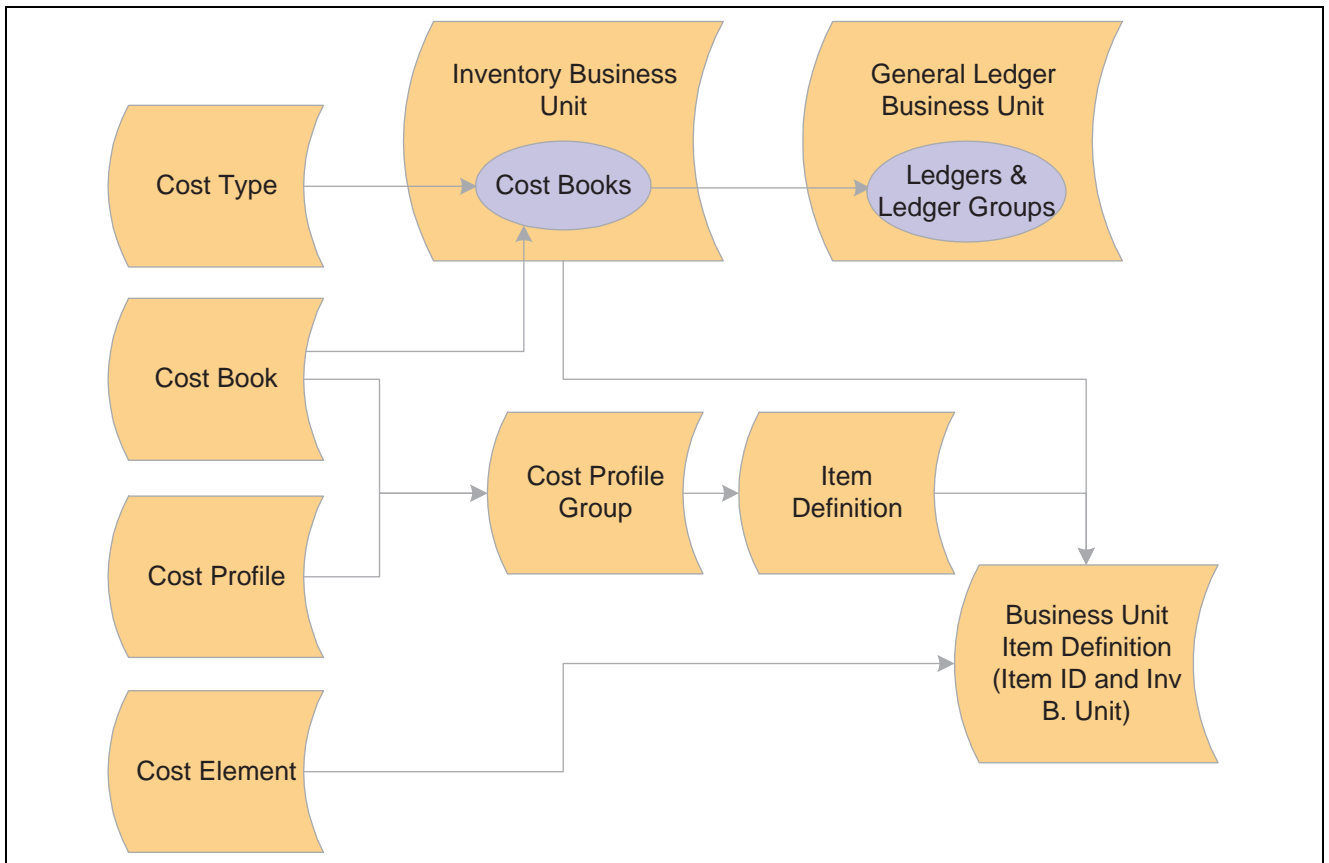 Inventory Business
Unit
General Ledger
Business Unit
Cost Type
Cost Books
Ledgers &
Ledger Groups
Cost Book
Cost Profile
Group
Item
Definition
Cost Profile
Business Unit
Item Definition
(Item ID and Inv
B. Unit)
Cost Element